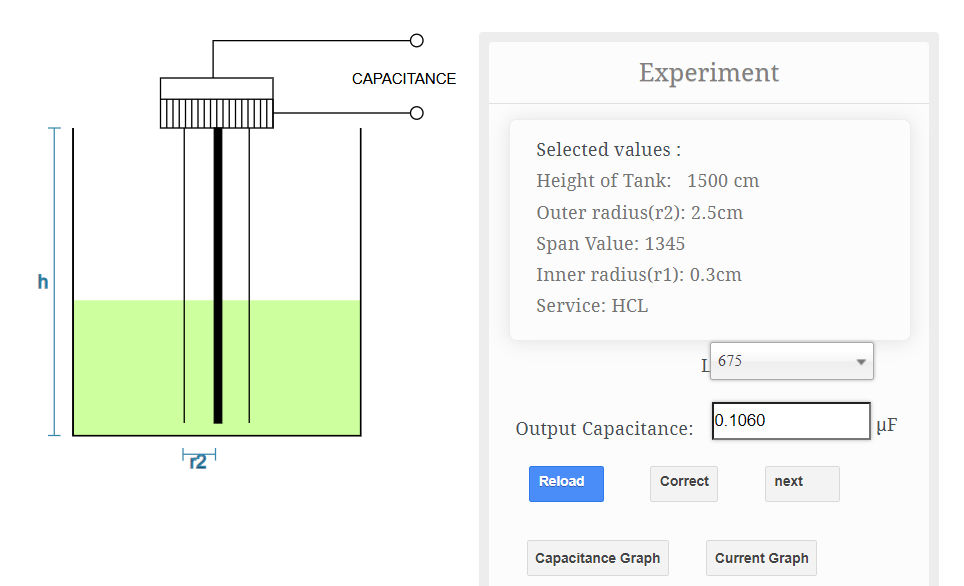 CAPACITANCE
h
r2
Experiment
Selected values :
Height of Tank: 1500 cm
Outer radius(r2): 2.5cm
Span Value: 1345
Inner radius(r1): 0.3cm
Service: HCL
L 675
Output Capacitance: 0.1060 μF
Reload Correct next
Capacitance Graph Current Graph